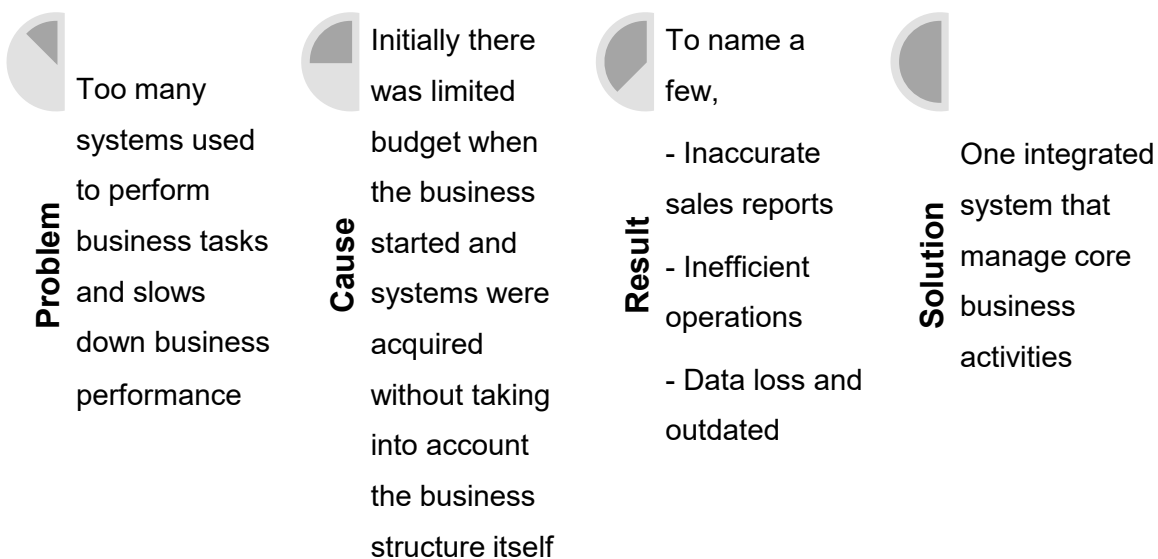 Problem
Too many
systems used
to perform
business tasks
and slows
down business
performance
Cause
Initially there
was limited
budget when
the business
started and
systems were
acquired
without taking
into account
the business
structure itself
Result
To name a
few,
- Inaccurate
sales reports
- Inefficient
operations
- Data loss and
outdated
Solution
One integrated
system that
manage core
business
activities